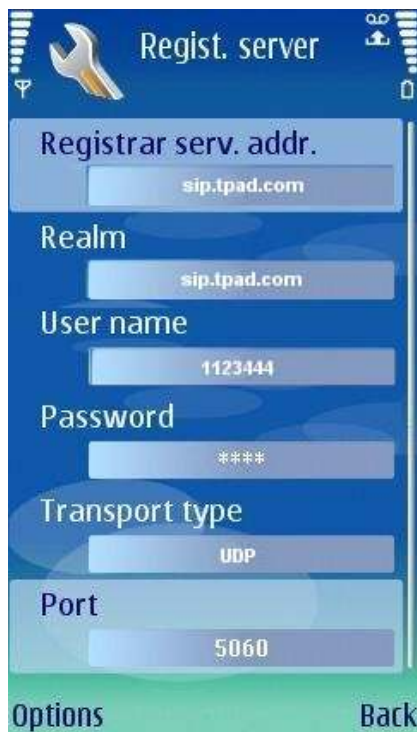 Regist. server
Registrar serv. addr.
sip.tpad.com
Realm
sip.tpad.com
User name
1123444
Password
****
Transport type
UDP
Port
5060
Options Back